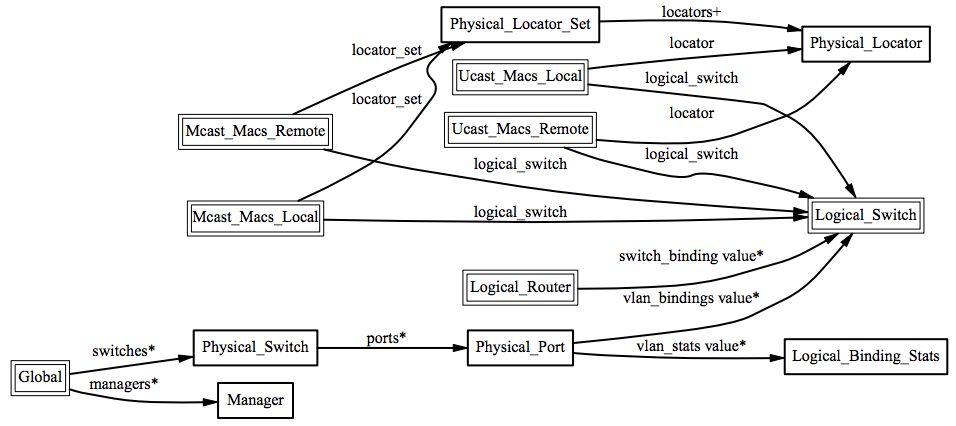 Physical_Locator_Set
locators+
Physical_Locator
locator_set
locator
Ucast_Macs_Local
logical_switch
locator_set
locator
Mcast_Macs_Remote
Ucast_Macs_Remote
logical_switch
logical_switch
Mcast_Macs_Local
logical_switch
Logical_Switch
switch_binding value*
Logical_Router
vlan_bindings value*
switches*
Physical_Switch
ports*
Physical_Port
vlan_stats value*
Logical_Binding_Stats
Global
managers*
Manager